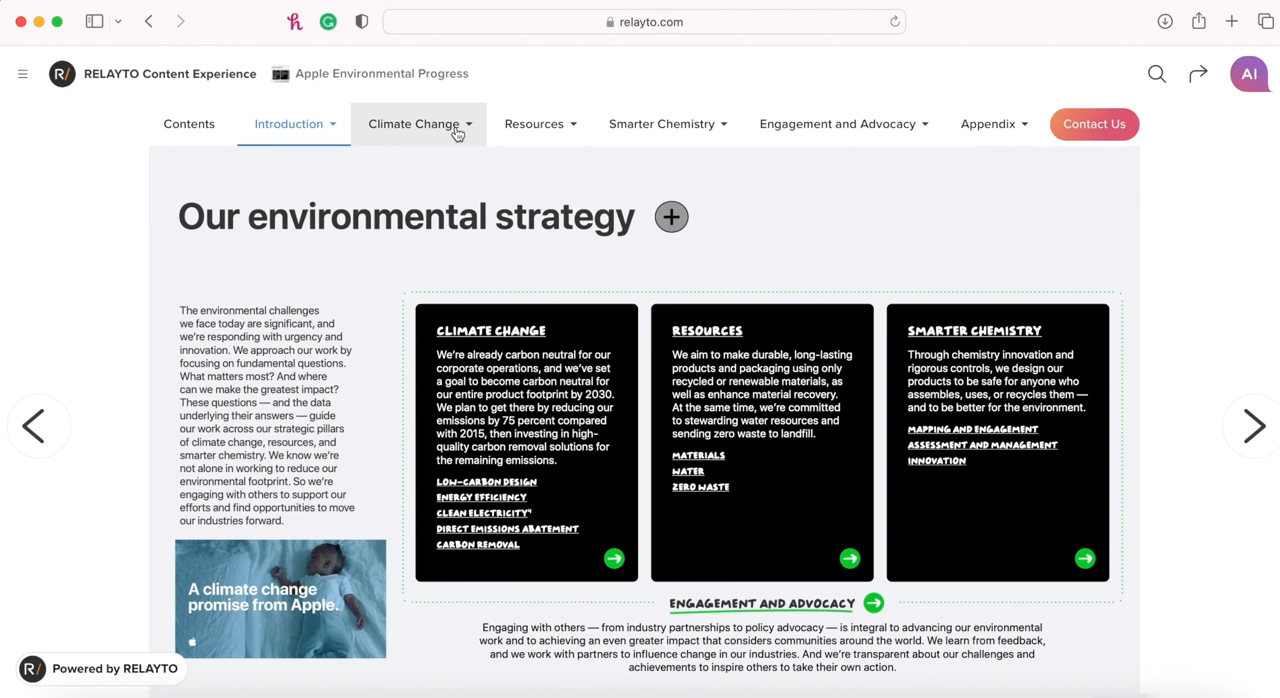 relayto.com
R/ RELAYTO Content Experience Apple Environmental Progress AI
Contents Introduction Climate Change Resources Smarter Chemistry Engagement and Advocacy Appendix Contact Us
Our environmental strategy +
The environmental challenges
we face today are significant, and
we're responding with urgency and
innovation. We approach our work by
focusing on fundamental questions.
What matters most? And where
can we make the greatest impact?
These questions — and the data
underlying their answers — guide
our work across our strategic pillars
of climate change, resources, and
smarter chemistry. We know we're
not alone in working to reduce our
environmental footprint. So we're
engaging with others to support our
efforts and find opportunities to move
our industries forward.
A climate change
promise from Apple.
CLIMATE CHANGE
We're already carbon neutral for our
corporate operations, and we've set
a goal to become carbon neutral for
our entire product footprint by 2030.
We plan to get there by reducing our
emissions by 75 percent compared
with 2015, then investing in high-
quality carbon removal solutions for
the remaining emissions.
LOW-CARBON DESIGN
ENERGY EFFICIENCY
CLEAN ELECTRICITY⁴
DIRECT EMISSIONS ABATEMENT
CARBON REMOVAL
RESOURCES
We aim to make durable, long-lasting
products and packaging using only
recycled or renewable materials, as
well as enhance material recovery.
At the same time, we're committed
to stewarding water resources and
sending zero waste to landfill.
MATERIALS
WATER
ZERO WASTE
SMARTER CHEMISTRY
Through chemistry innovation and
rigorous controls, we design our
products to be safe for anyone who
assembles, uses, or recycles them —
and to be better for the environment.
MAPPING AND ENGAGEMENT
ASSESSMENT AND MANAGEMENT
INNOVATION
ENGAGEMENT AND ADVOCACY
Engaging with others — from industry partnerships to policy advocacy — is integral to advancing our environmental
work and to achieving an even greater impact that considers communities around the world. We learn from feedback,
and we work with partners to influence change in our industries. And we're transparent about our challenges and
achievements to inspire others to take their own action.
R/ Powered by RELAYTO